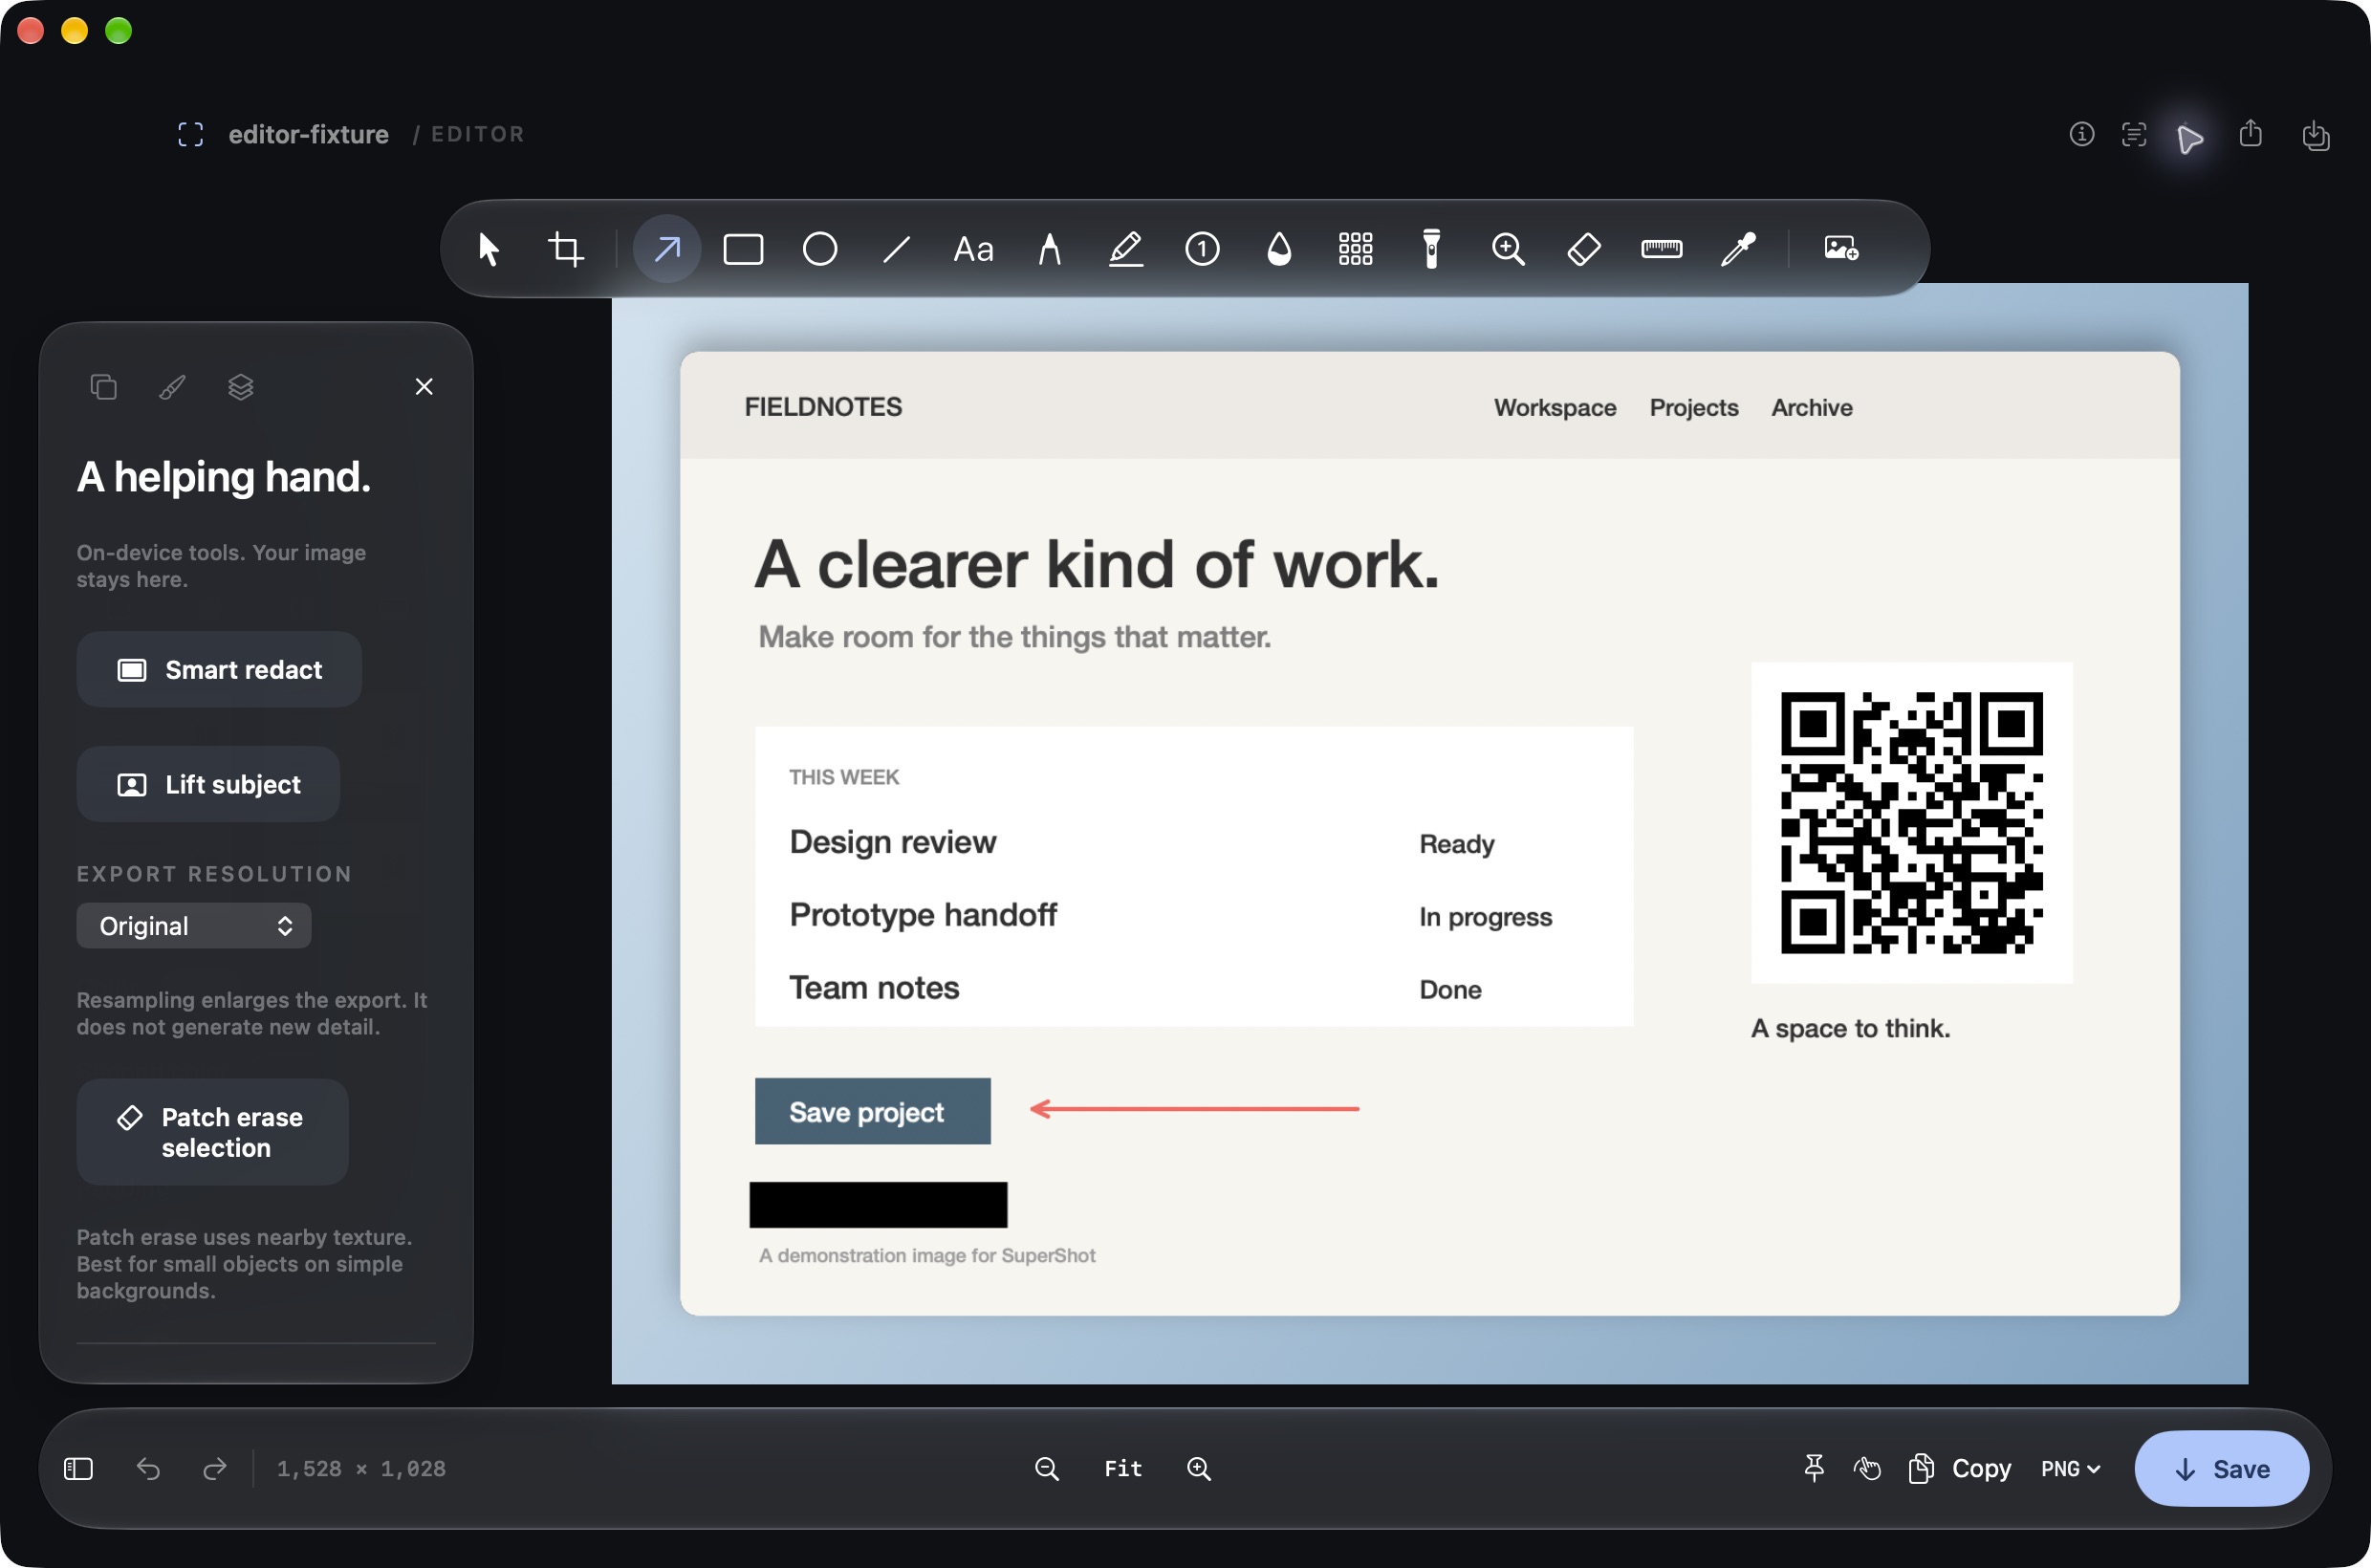 editor-fixture / EDITOR
Aa
1
A helping hand.
On-device tools. Your image
stays here.
Smart redact
Lift subject
EXPORT RESOLUTION
Original
Resampling enlarges the export. It
does not generate new detail.
Patch erase
selection
Patch erase uses nearby texture.
Best for small objects on simple
backgrounds.
FIELDNOTES
Workspace Projects Archive
A clearer kind of work.
Make room for the things that matter.
THIS WEEK
Design review Ready
Prototype handoff In progress
Team notes Done
A space to think.
Save project
A demonstration image for SuperShot
1,528 × 1,028
Fit
Copy
PNG
Save